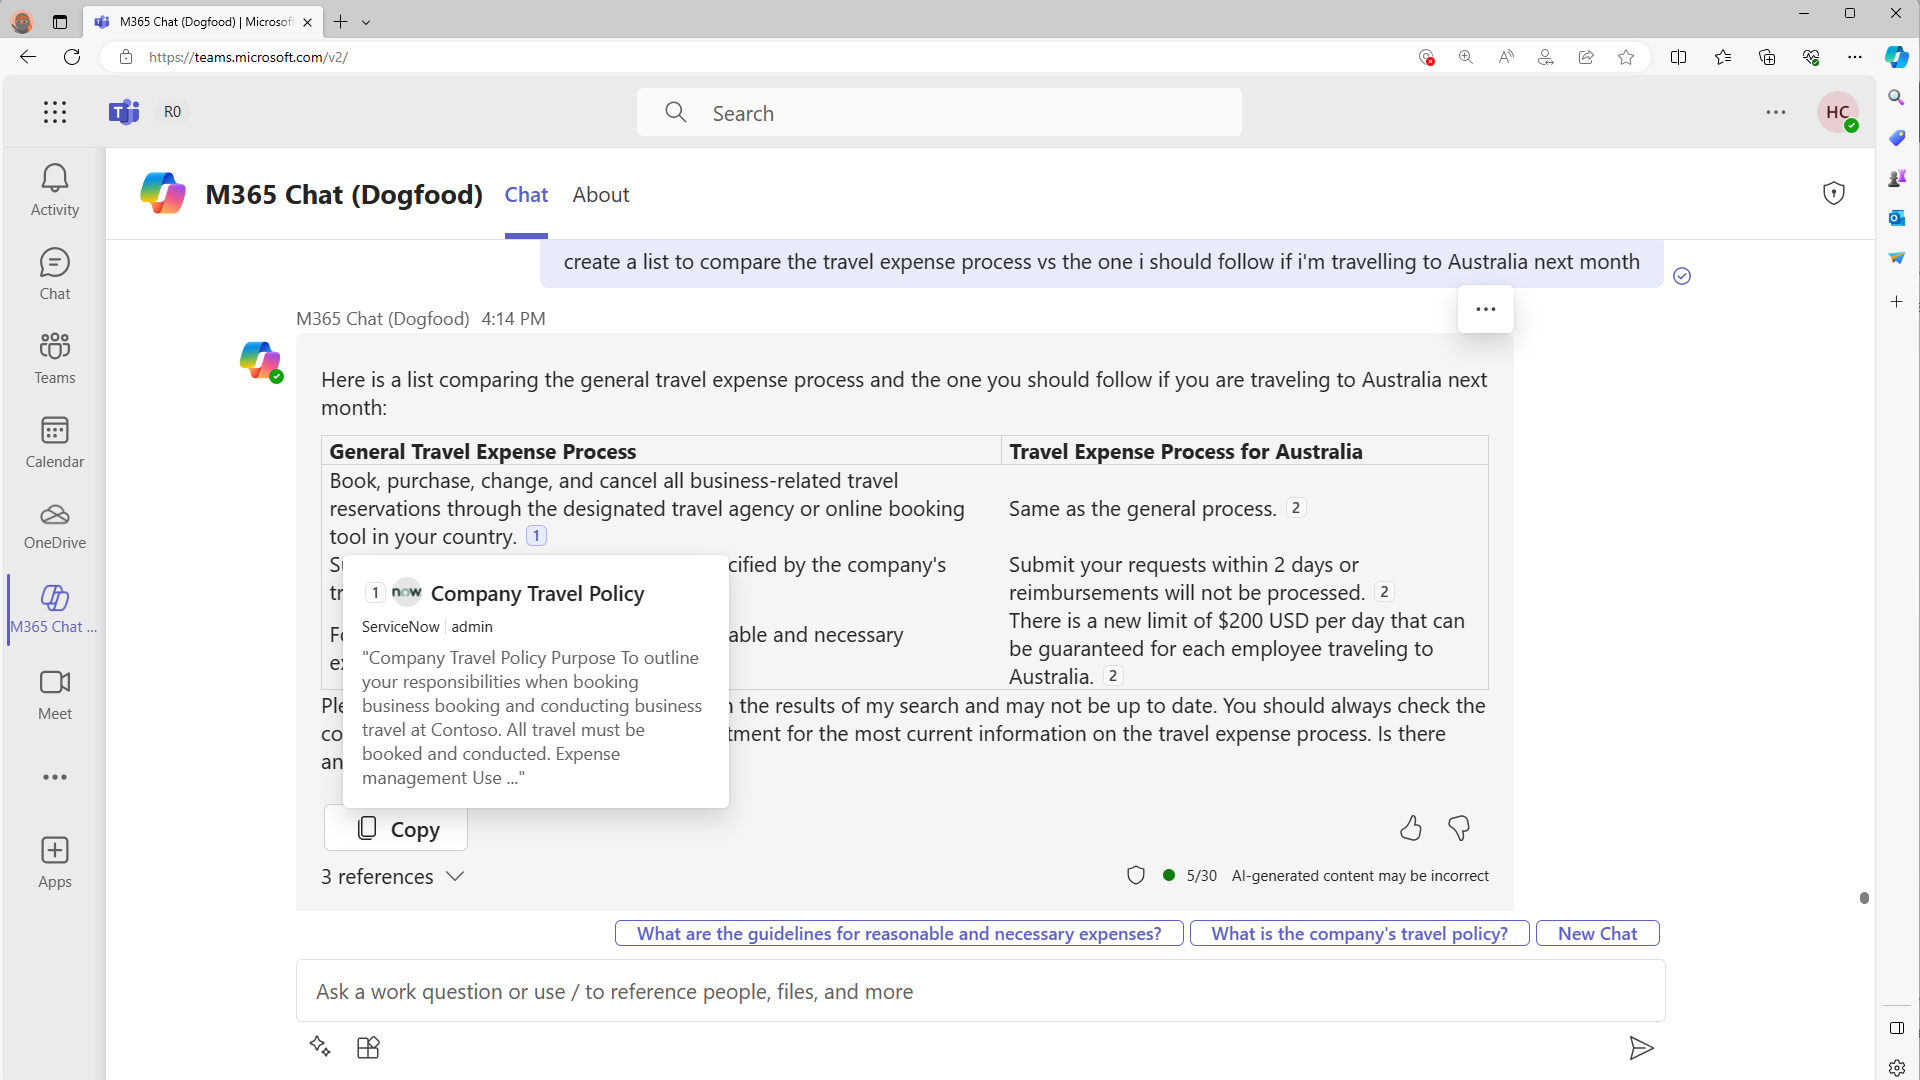 M365 Chat (Dogfood) | Microsof
https://teams.microsoft.com/v2/
R0
Search
HC
Activity
Chat
Teams
Calendar
OneDrive
M365 Chat ...
Meet
Apps
M365 Chat (Dogfood) Chat About
create a list to compare the travel expense process vs the one i should follow if i'm travelling to Australia next month
M365 Chat (Dogfood) 4:14 PM
Here is a list comparing the general travel expense process and the one you should follow if you are traveling to Australia next
month:
General Travel Expense Process
Travel Expense Process for Australia
Book, purchase, change, and cancel all business-related travel
reservations through the designated travel agency or online booking
tool in your country. 1
Same as the general process. 2
cified by the company's
Submit your requests within 2 days or
reimbursements will not be processed. 2
able and necessary
There is a new limit of $200 USD per day that can
be guaranteed for each employee traveling to
Australia. 2
1 now Company Travel Policy
ServiceNow admin
"Company Travel Policy Purpose To outline
your responsibilities when booking
business booking and conducting business
travel at Contoso. All travel must be
booked and conducted. Expense
management Use ..."
the results of my search and may not be up to date. You should always check the
tment for the most current information on the travel expense process. Is there
Copy
3 references
5/30 AI-generated content may be incorrect
What are the guidelines for reasonable and necessary expenses?
What is the company's travel policy?
New Chat
Ask a work question or use / to reference people, files, and more